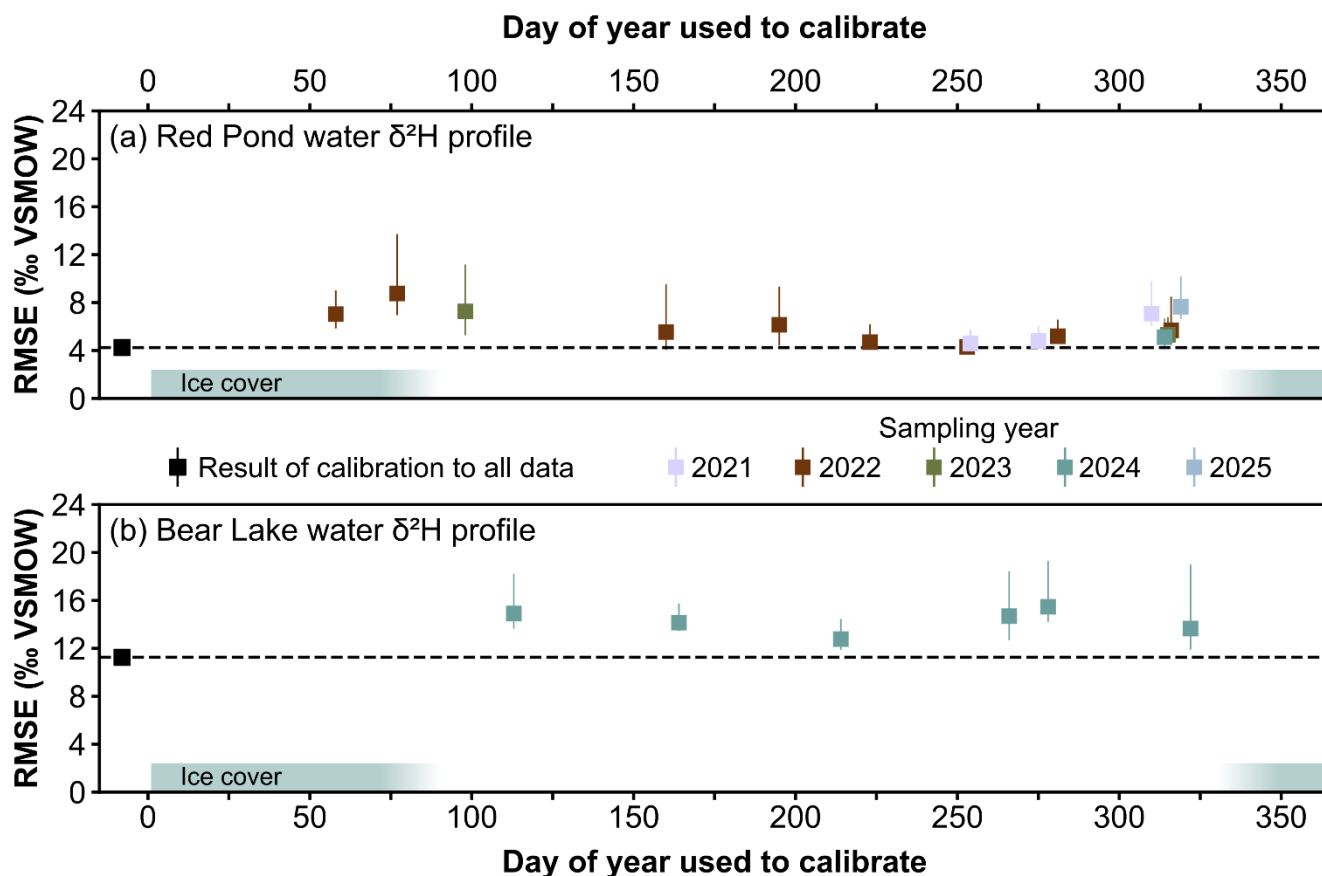 Day of year used to calibrate
0 50 100 150 200 250 300 350
24
(a) Red Pond water δ²H profile
20
16
12
8
4
0
RMSE (‰ VSMOW)
Ice cover
Sampling year
Result of calibration to all data 2021 2022 2023 2024 2025
24
(b) Bear Lake water δ²H profile
20
16
12
8
4
0
RMSE (‰ VSMOW)
Ice cover
0 50 100 150 200 250 300 350
Day of year used to calibrate